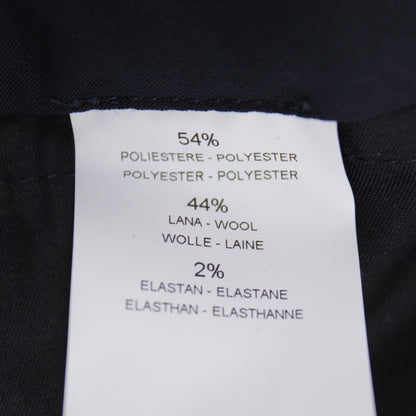 54%
POLIESTERE - POLYESTER
POLYESTER - POLYESTER
44%
LANA - WOOL
WOLLE - LAINE
2%
ELASTAN - ELASTANE
ELASTHAN - ELASTHANNE